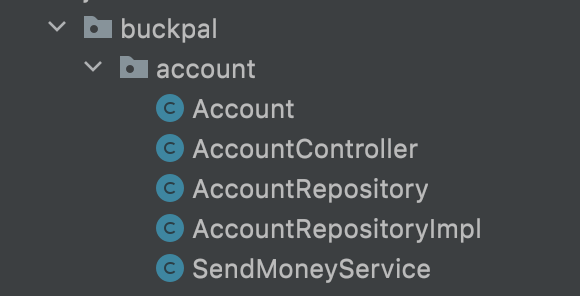 buckpal
account
Account
AccountController
AccountRepository
AccountRepositoryImpl
SendMoneyService